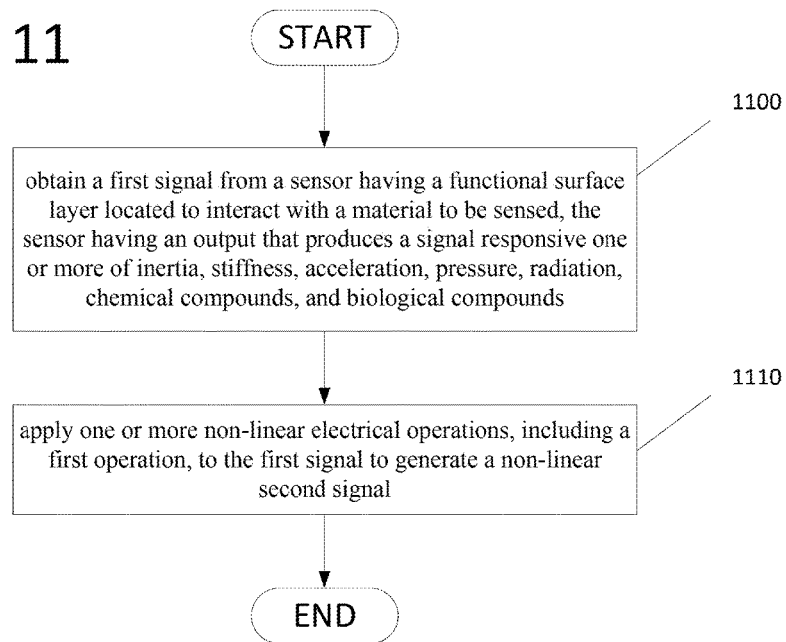 11
START
1100
obtain a first signal from a sensor having a functional surface
layer located to interact with a material to be sensed, the
sensor having an output that produces a signal responsive one
or more of inertia, stiffness, acceleration, pressure, radiation,
chemical compounds, and biological compounds
1110
apply one or more non-linear electrical operations, including a
first operation, to the first signal to generate a non-linear
second signal
END